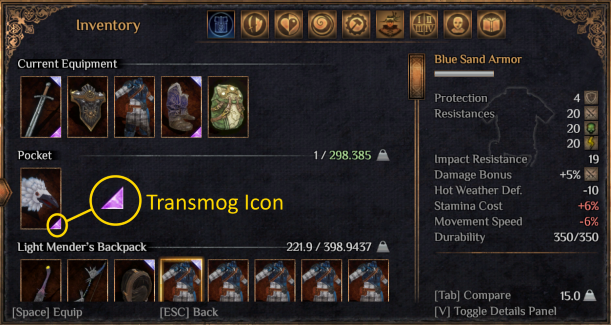 Inventory
Current Equipment
Pocket
1 / 298.385
Transmog Icon
Light Mender's Backpack
221.9 / 398.9437
[Space] Equip
[ESC] Back
Blue Sand Armor
Protection 4
Resistances 20
20
20
Impact Resistance 19
Damage Bonus +5%
Hot Weather Def. -10
Stamina Cost +6%
Movement Speed -6%
Durability 350/350
[Tab] Compare 15.0
[V] Toggle Details Panel